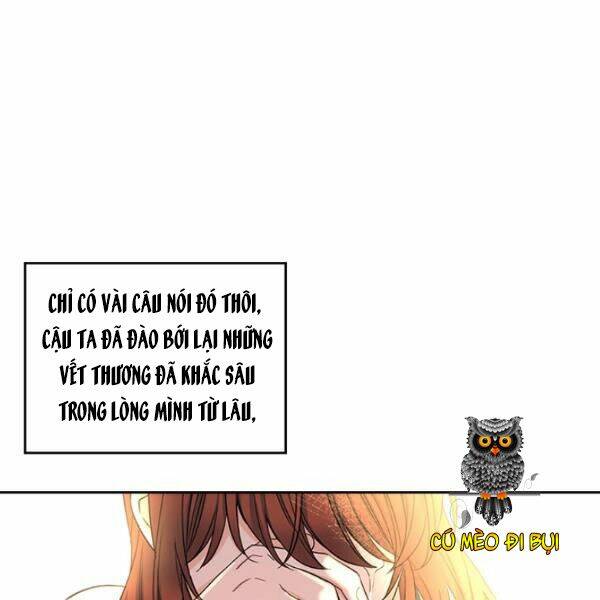 CHỈ CÓ VÀI CÂU NÓI ĐÓ THÔI,
CẬU TA ĐÃ ĐÀO BỚI LẠI NHỮNG
VẾT THƯƠNG ĐÃ KHẮC SÂU
TRONG LÒNG MÌNH TỪ LÂU,
CÚ MÈO ĐI BỤI